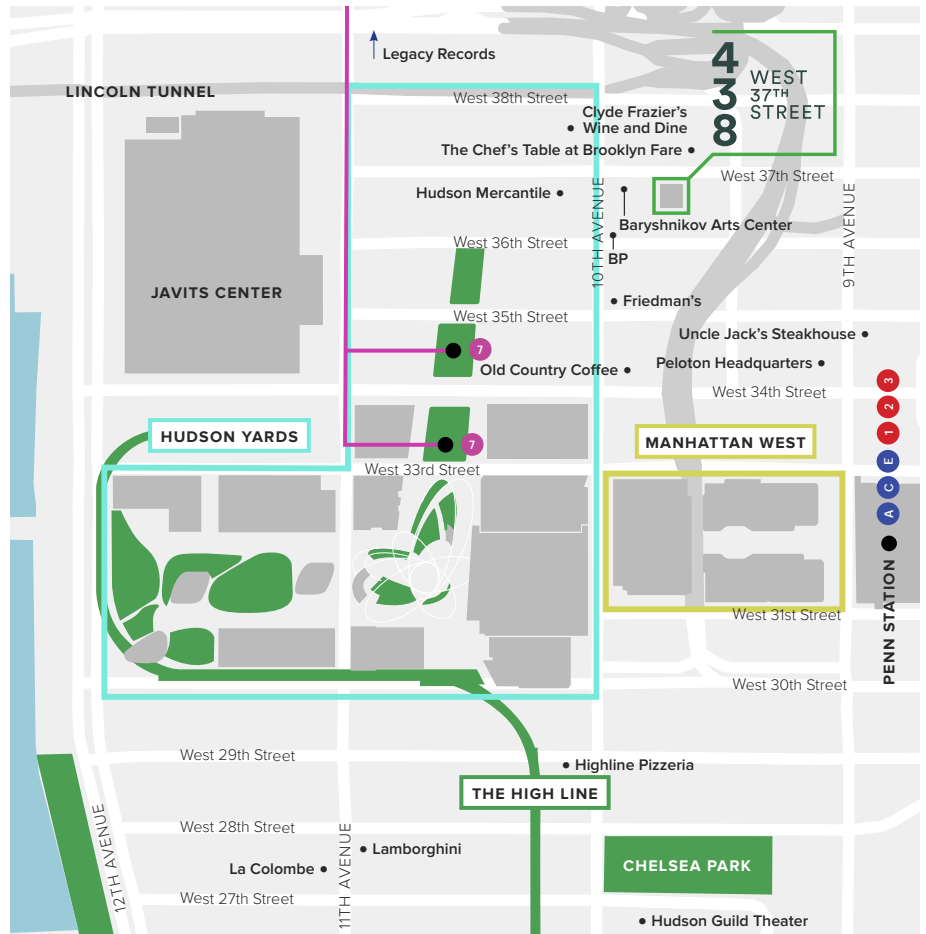 Legacy Records
4
3
8
WEST
37TH
STREET
LINCOLN TUNNEL
West 38th Street
Clyde Frazier's
Wine and Dine
The Chef's Table at Brooklyn Fare
West 37th Street
Hudson Mercantile
10TH AVENUE
9TH AVENUE
Baryshnikov Arts Center
West 36th Street
BP
JAVITS CENTER
Friedman's
West 35th Street
Uncle Jack's Steakhouse
7
Old Country Coffee
Peloton Headquarters
West 34th Street
3
2
1
E
C
A
PENN STATION
HUDSON YARDS
7
MANHATTAN WEST
West 33rd Street
West 31st Street
West 30th Street
West 29th Street
Highline Pizzeria
THE HIGH LINE
West 28th Street
12TH AVENUE
11TH AVENUE
Lamborghini
La Colombe
CHELSEA PARK
West 27th Street
Hudson Guild Theater